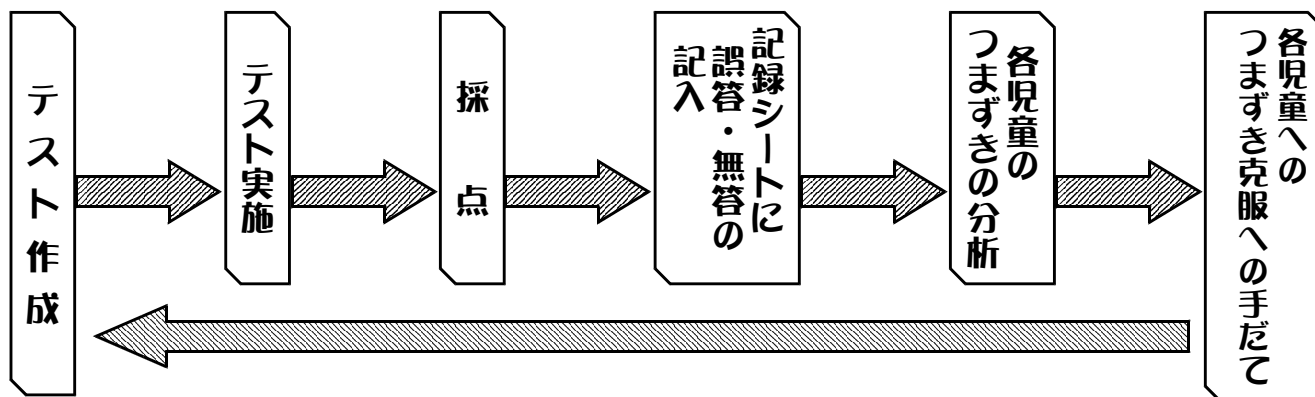 テスト作成
テスト実施
採点
記録シートに
誤答・無答の
記入
各児童の
つまずきの分析
各児童への
つまずき克服への手だて